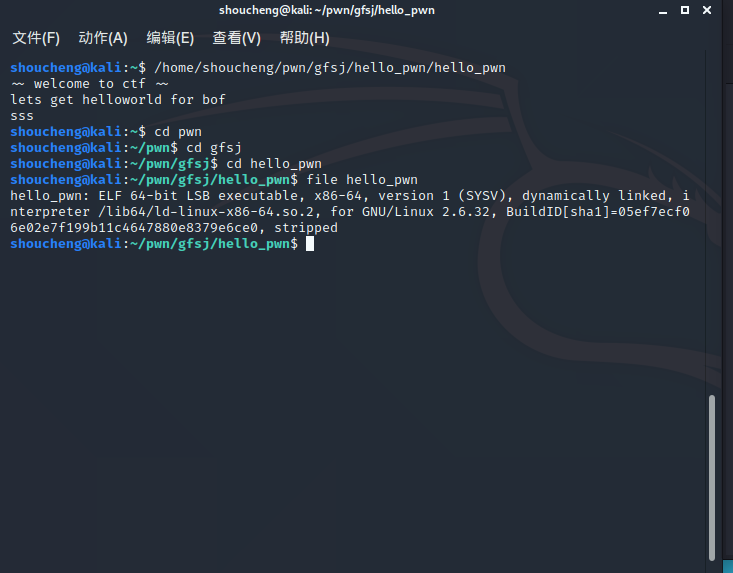 shoucheng@kali: ~/pwn/gfsj/hello_pwn
文件(F) 动作(A) 编辑(E) 查看(V) 帮助(H)
shoucheng@kali:~$ /home/shoucheng/pwn/gfsj/hello_pwn/hello_pwn
~~ welcome to ctf ~~
lets get helloworld for bof
sss
shoucheng@kali:~$ cd pwn
shoucheng@kali:~/pwn$ cd gfsj
shoucheng@kali:~/pwn/gfsj$ cd hello_pwn
shoucheng@kali:~/pwn/gfsj/hello_pwn$ file hello_pwn
hello_pwn: ELF 64-bit LSB executable, x86-64, version 1 (SYSV), dynamically linked, i
nterpreter /lib64/ld-linux-x86-64.so.2, for GNU/Linux 2.6.32, BuildID[sha1]=05ef7ecf0
6e02e7f199b11c4647880e8379e6ce0, stripped
shoucheng@kali:~/pwn/gfsj/hello_pwn$